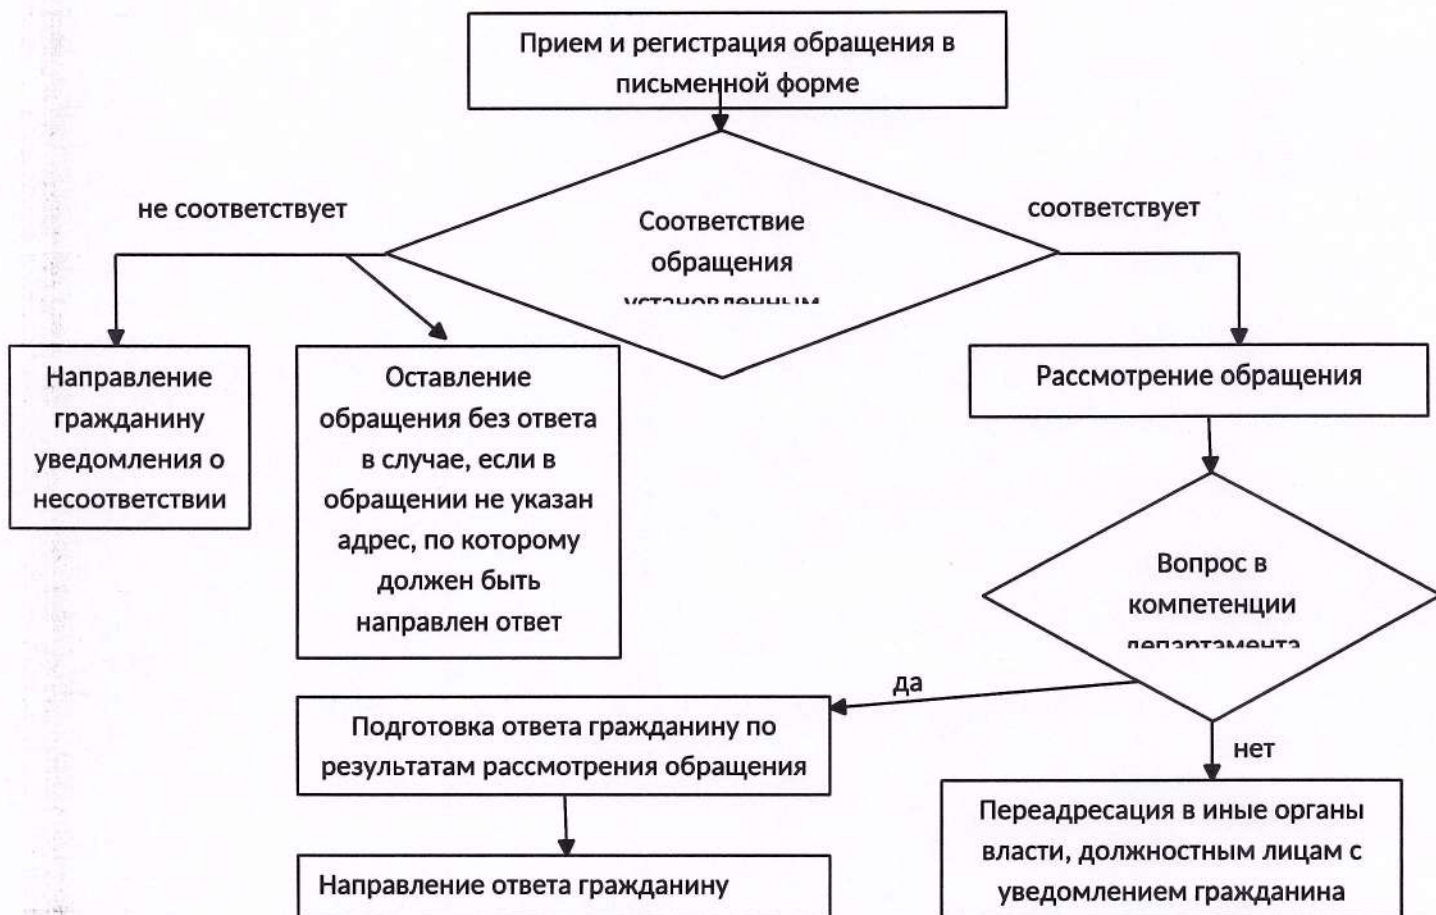 Прием и регистрация обращения в
письменной форме
не соответствует
соответствует
Соответствие
обращения
установленным
Направление
гражданину
уведомления о
несоответствии
Оставление
обращения без ответа
в случае, если в
обращении не указан
адрес, по которому
должен быть
направлен ответ
Рассмотрение обращения
Вопрос в
компетенции
департамента
да
нет
Подготовка ответа гражданину по
результатам рассмотрения обращения
Направление ответа гражданину
Переадресация в иные органы
власти, должностным лицам с
уведомлением гражданина